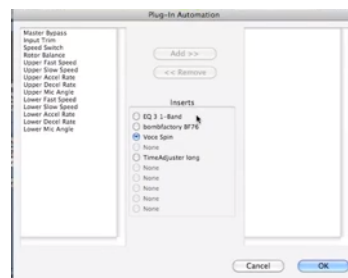 Plug-In Automation
Master Bypass
Input Trim
Speed Switch
Rotor Balance
Upper Fast Speed
Upper Slow Speed
Upper Accel Rate
Upper Decel Rate
Upper Mic Angle
Lower Fast Speed
Lower Slow Speed
Lower Accel Rate
Lower Decel Rate
Lower Mic Angle
Add >>
<< Remove
Inserts
EQ 3 1-Band
bombfactory BF76
Voce Spin
None
TimeAdjuster long
None
None
None
None
None
Cancel
OK